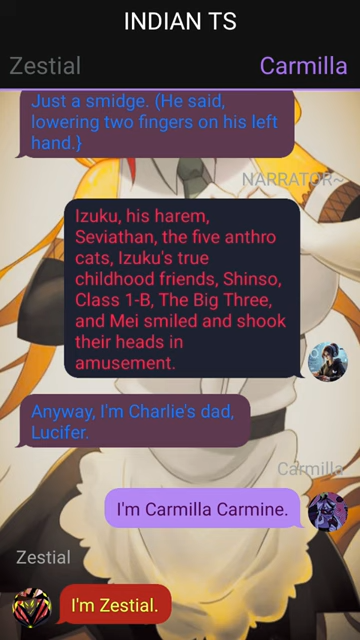 INDIAN TS
Zestial
Carmilla
Just a smidge. (He said,
lowering two fingers on his left
hand.}
NARRATOR~
Izuku, his harem,
Seviathan, the five anthro
cats, Izuku's true
childhood friends, Shinso,
Class 1-B, The Big Three,
and Mei smiled and shook
their heads in
amusement.
Anyway, I'm Charlie's dad,
Lucifer.
Carmilla
I'm Carmilla Carmine.
Zestial
I'm Zestial.